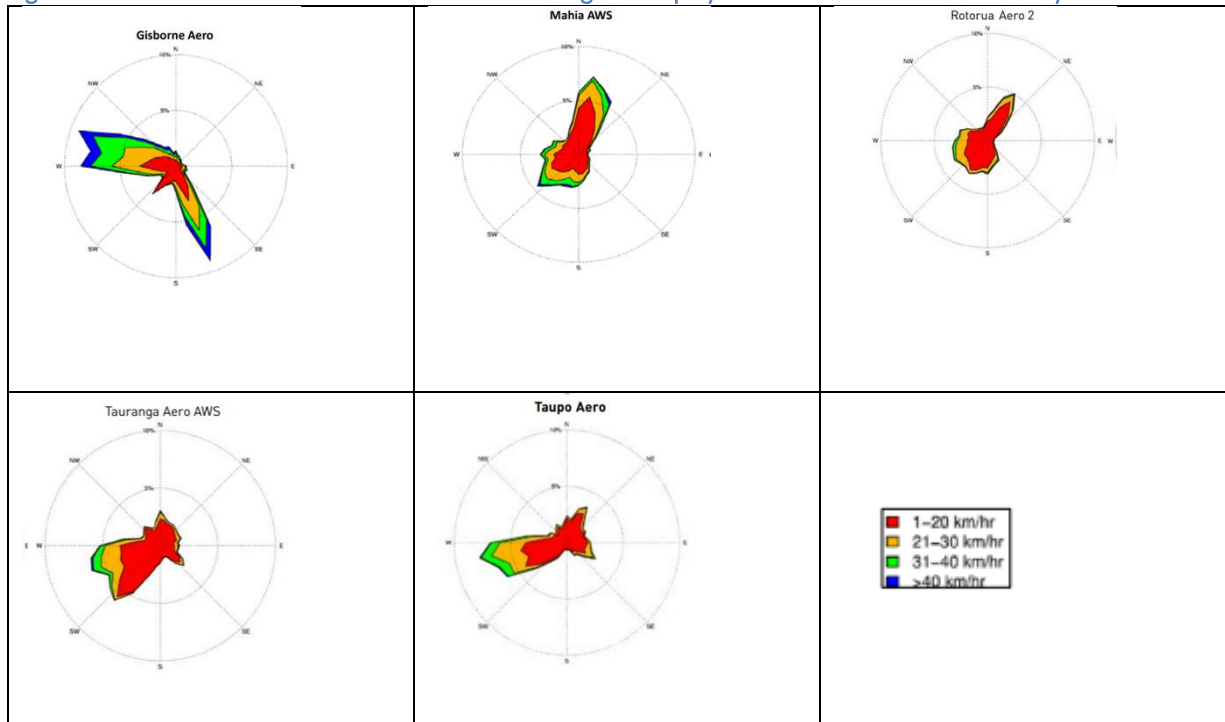 Gisborne Aero
N
10%
NW
NE
5%
W
E
SW
SE
S
Mahia AWS
N
10%
NW
NE
5%
W
E
SW
SE
S
Rotorua Aero 2
N
10%
NW
NE
5%
W
E
W
SW
SE
S
Tauranga Aero AWS
N
10%
NW
NE
5%
E
W
E
SW
SE
S
Taupo Aero
N
10%
NW
NE
5%
W
E
SW
SE
S
1–20 km/hr
21–30 km/hr
31–40 km/hr
>40 km/hr